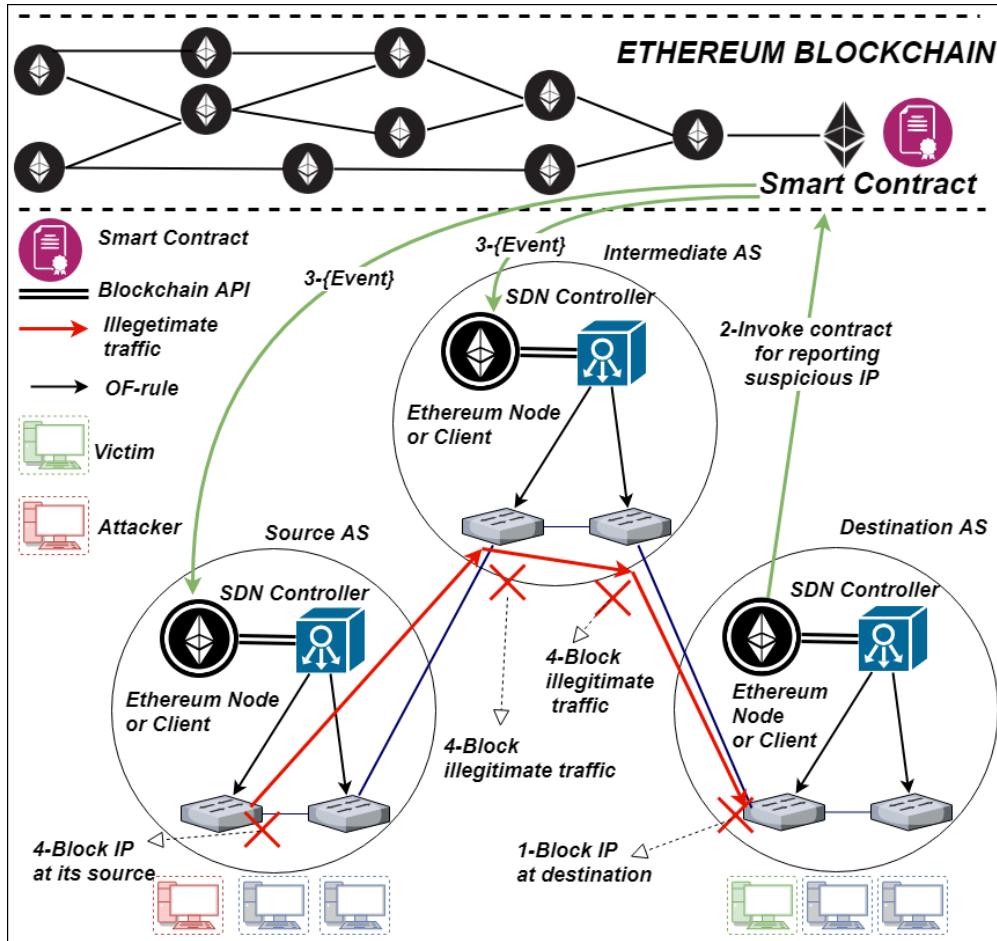 ETHEREUM BLOCKCHAIN
Smart Contract
Smart Contract
Blockchain API
Illegetimate
traffic
OF-rule
Victim
Attacker
3-{Event}
3-{Event}
Intermediate AS
SDN Controller
Ethereum Node
or Client
2-Invoke contract
for reporting
suspicious IP
Source AS
SDN Controller
Ethereum Node
or Client
4-Block IP
at its source
4-Block
illegitimate traffic
4-Block
illegitimate
traffic
Destination AS
SDN Controller
Ethereum
Node
or Client
1-Block IP
at destination